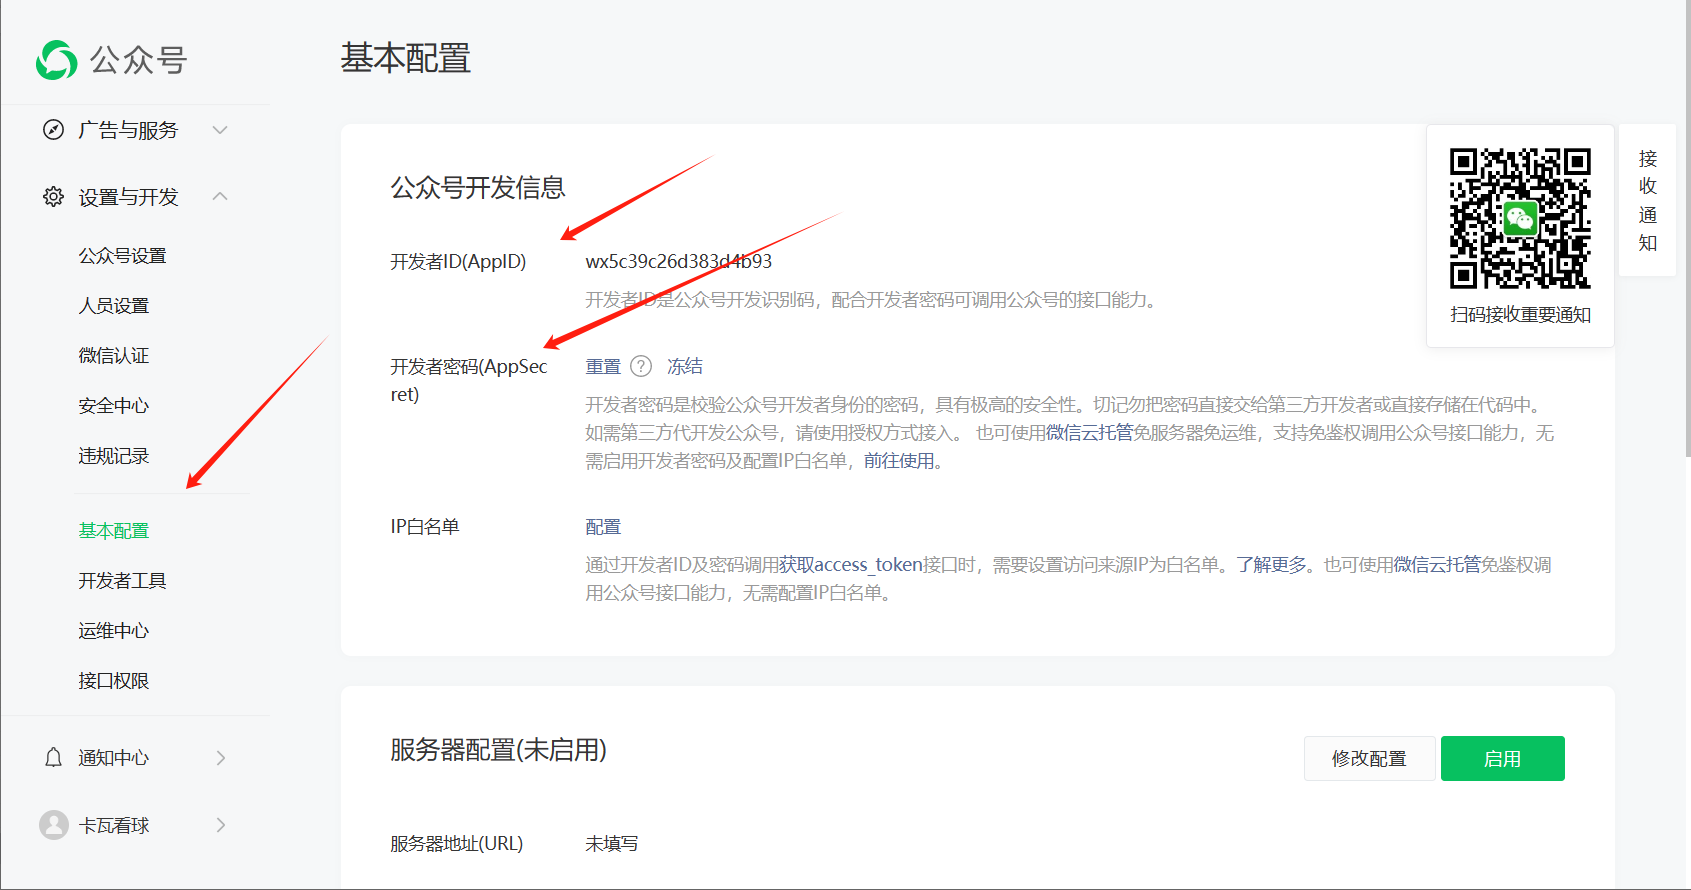 公众号
广告与服务
设置与开发
公众号设置
人员设置
微信认证
安全中心
违规记录
基本配置
开发者工具
运维中心
接口权限
通知中心
卡瓦看球
基本配置
公众号开发信息
开发者ID(AppID)
wx5c39c26d383d4b93
开发者ID是公众号开发识别码，配合开发者密码可调用公众号的接口能力。
开发者密码(AppSec
ret)
重置 ? 冻结
开发者密码是校验公众号开发者身份的密码，具有极高的安全性。切记勿把密码直接交给第三方开发者或直接存储在代码中。
如需第三方代开发公众号，请使用授权方式接入。 也可使用微信云托管免服务器免运维，支持免鉴权调用公众号接口能力，无
需启用开发者密码及配置IP白名单，前往使用。
IP白名单
配置
通过开发者ID及密码调用获取access_token接口时，需要设置访问来源IP为白名单。了解更多。也可使用微信云托管免鉴权调
用公众号接口能力，无需配置IP白名单。
扫码接收重要通知
接
收
通
知
服务器配置(未启用)
修改配置
启用
服务器地址(URL)
未填写